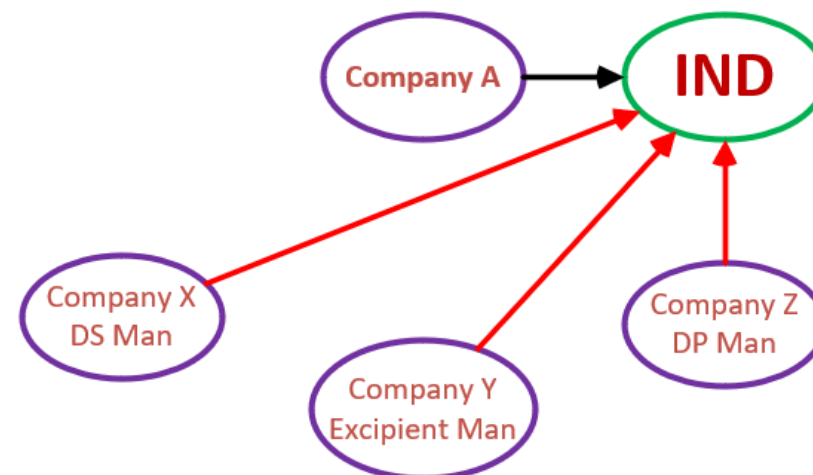 Company A
IND
Company X
DS Man
Company Y
Excipient Man
Company Z
DP Man